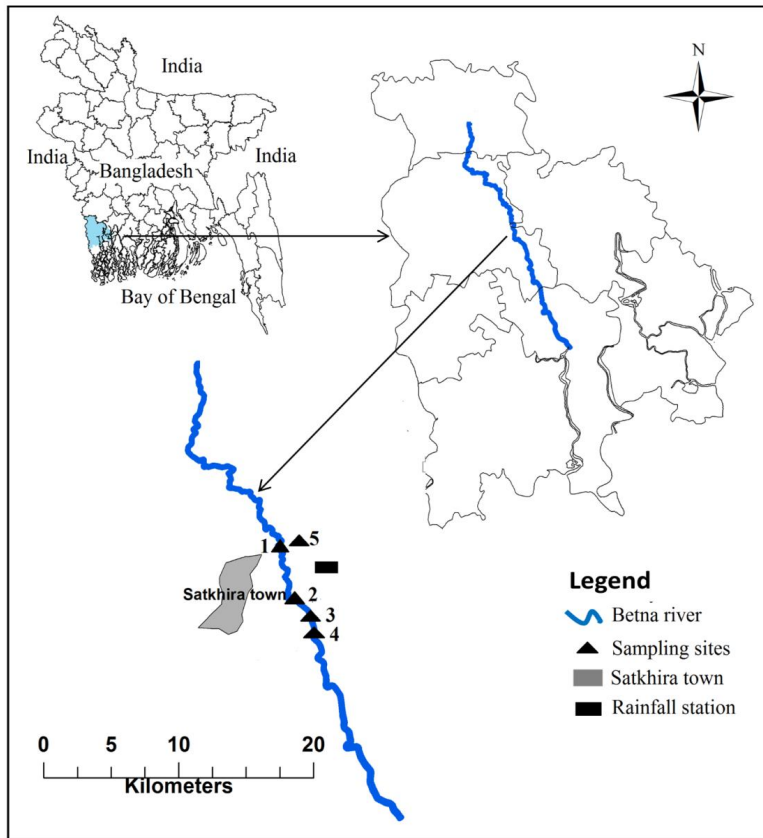 India
N
India
India
Bangladesh
Bay of Bengal
5
1
Satkhira town
2
3
4
Legend
Betna river
Sampling sites
Satkhira town
Rainfall station
0 5 10 20
Kilometers